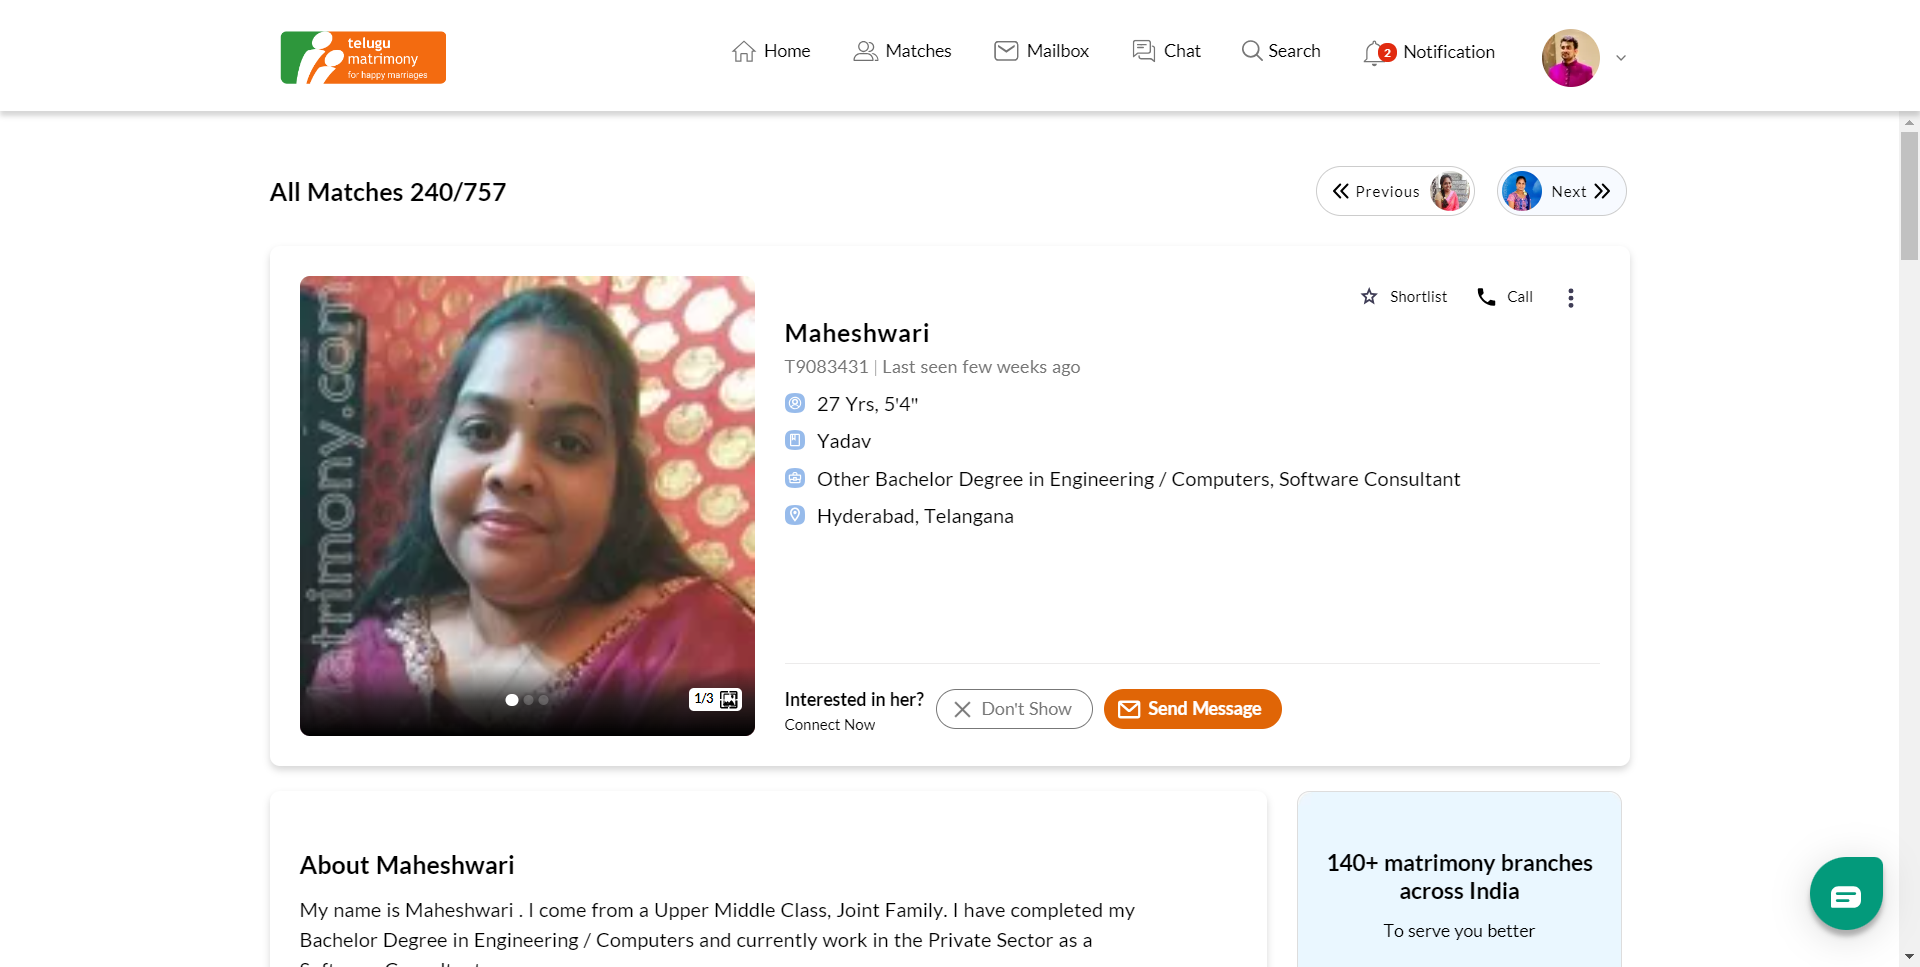 telugu
matrimony
for happy marriages
Home
Matches
Mailbox
Chat
Search
2
Notification
All Matches 240/757
Previous
Next
latrimony.com
Shortlist
Call
Maheshwari
T9083431 | Last seen few weeks ago
27 Yrs, 5'4"
Yadav
Other Bachelor Degree in Engineering / Computers, Software Consultant
Hyderabad, Telangana
1/3
Interested in her?
Connect Now
Don't Show
Send Message
About Maheshwari
My name is Maheshwari . I come from a Upper Middle Class, Joint Family. I have completed my
Bachelor Degree in Engineering / Computers and currently work in the Private Sector as a
140+ matrimony branches
across India
To serve you better